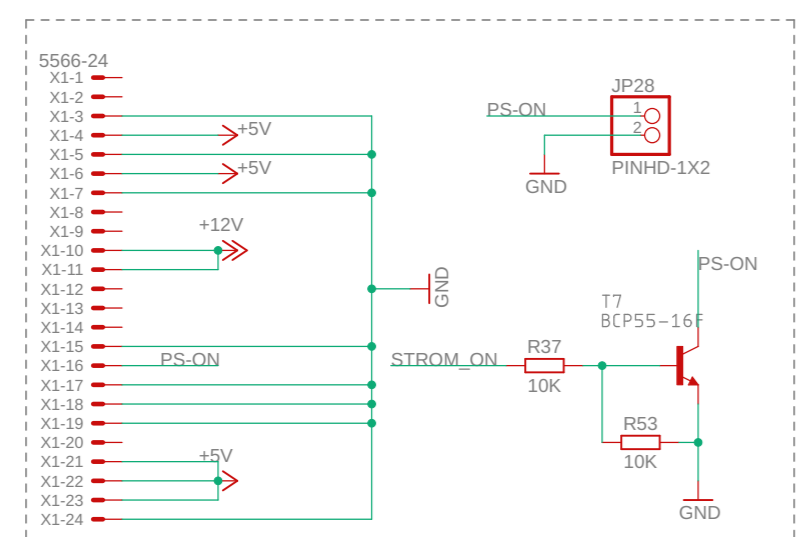 5566-24
X1-1
X1-2
X1-3
X1-4
+5V
X1-5
X1-6
+5V
X1-7
X1-8
X1-9
+12V
X1-10
X1-11
X1-12
X1-13
X1-14
X1-15
X1-16
PS-ON
X1-17
X1-18
X1-19
X1-20
+5V
X1-21
X1-22
X1-23
X1-24
GND
JP28
PS-ON
1
2
GND
PINHD-1X2
PS-ON
T7
BCP55-16F
STROM_ON
R37
10K
R53
10K
GND